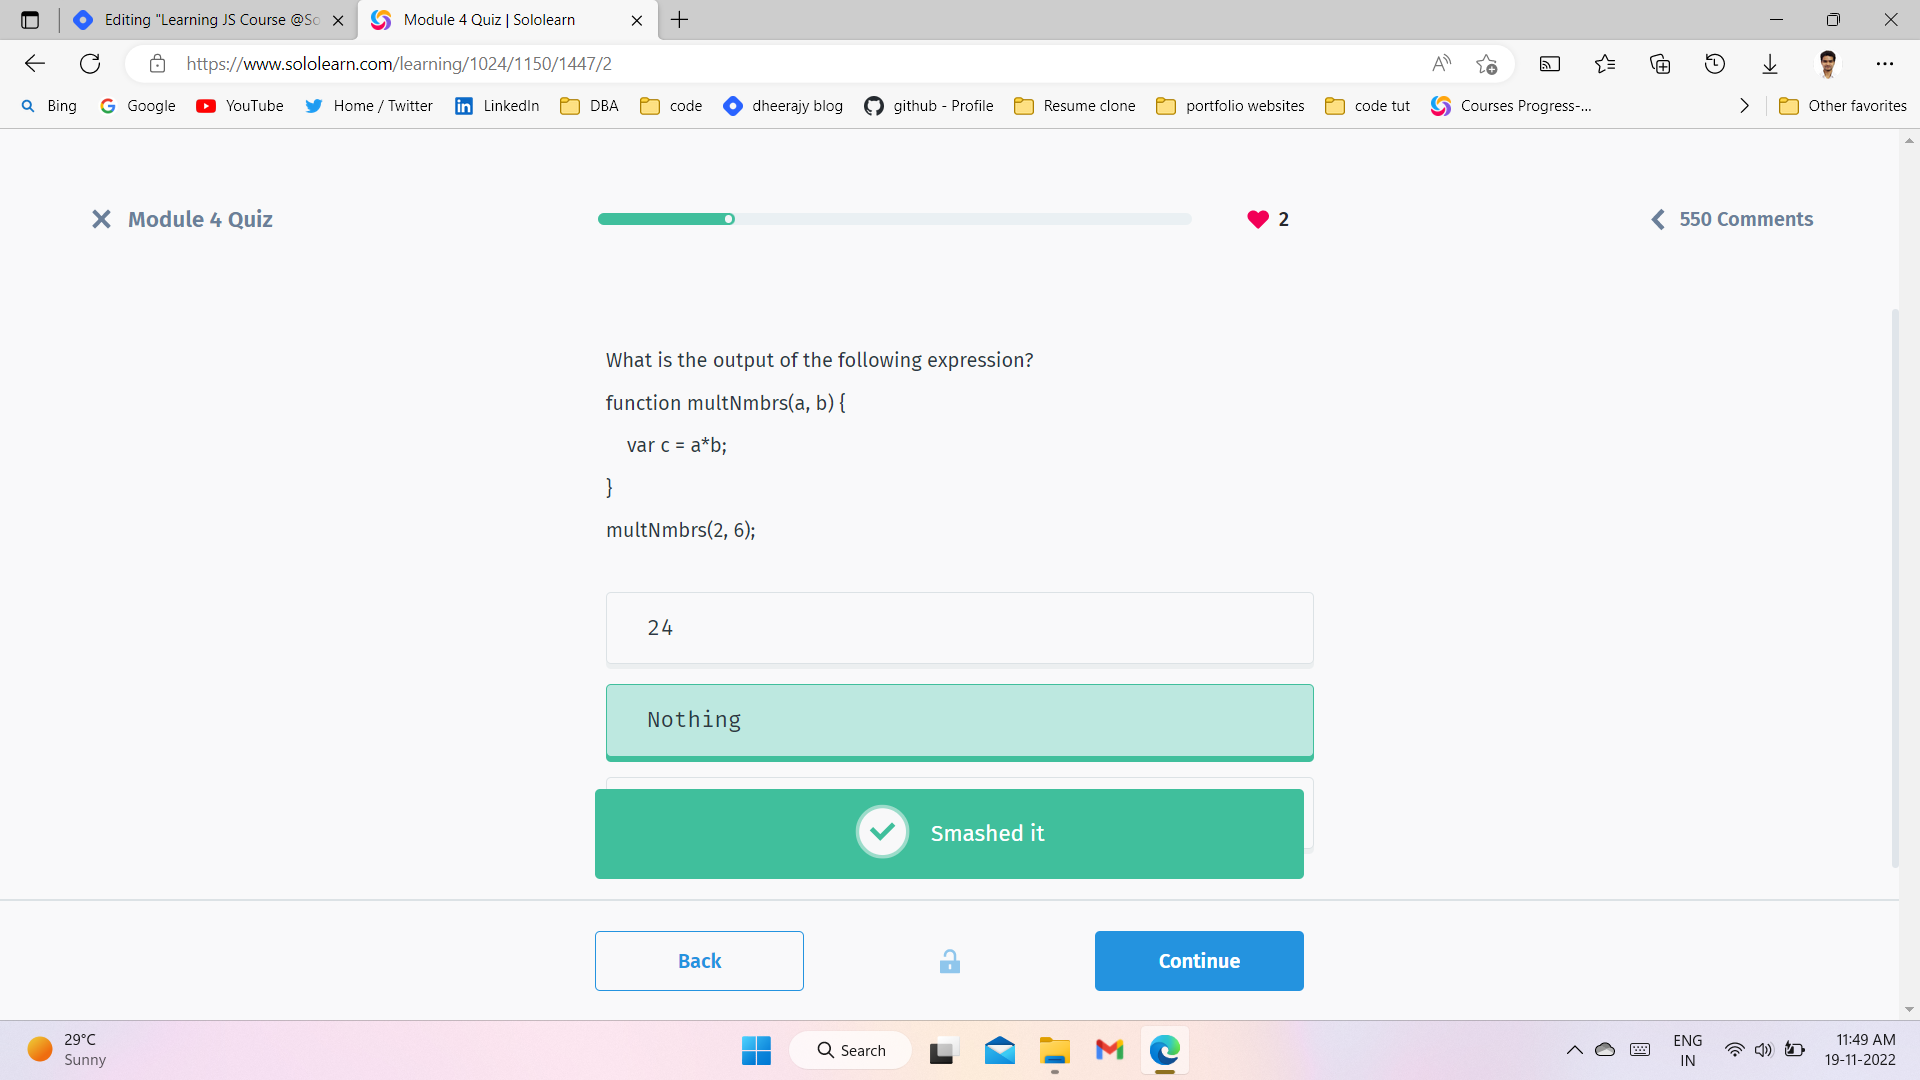 Editing "Learning JS Course @So
Module 4 Quiz | Sololearn
https://www.sololearn.com/learning/1024/1150/1447/2
Bing
Google
YouTube
Home / Twitter
LinkedIn
DBA
code
dheerajy blog
github - Profile
Resume clone
portfolio websites
code tut
Courses Progress-...
Other favorites
Module 4 Quiz
2
550 Comments
What is the output of the following expression?
function multNmbrs(a, b) {
var c = a*b;
}
multNmbrs(2, 6);
24
Nothing
Smashed it
Back
Continue
29°C
Sunny
Search
ENG
IN
11:49 AM
19-11-2022